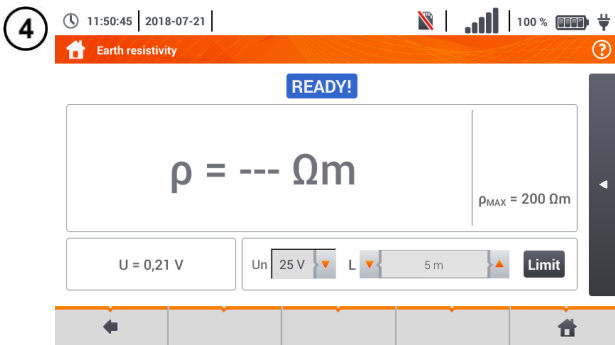 4
11:50:45 2018-07-21 100 %
Earth resistivity ?
READY!
ρ = --- Ωm
ρMAX = 200 Ωm
U = 0,21 V Un 25 V L 5 m Limit